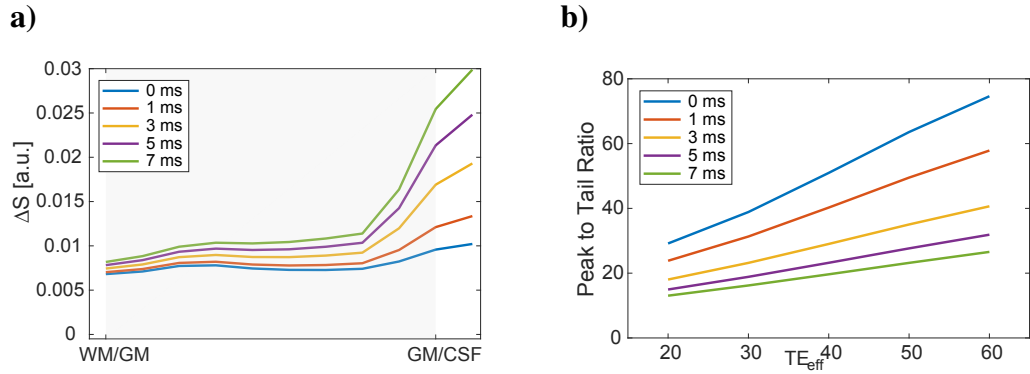 a)
ΔS [a.u.]
0.03
0.025
0.02
0.015
0.01
0.005
0
0 ms
1 ms
3 ms
5 ms
7 ms
WM/GM
GM/CSF
b)
Peak to Tail Ratio
80
60
40
20
0
0 ms
1 ms
3 ms
5 ms
7 ms
20
30
40
50
60
TEeff